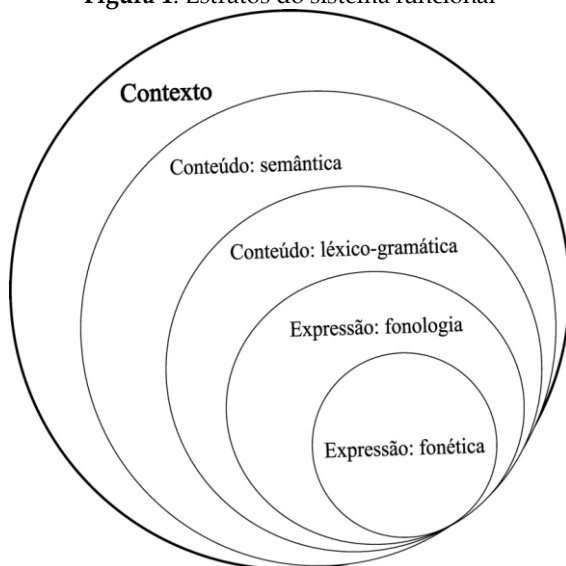 Figura 1. Estratos do sistema funcional
Contexto
Conteúdo: semântica
Conteúdo: léxico-gramática
Expressão: fonologia
Expressão: fonética